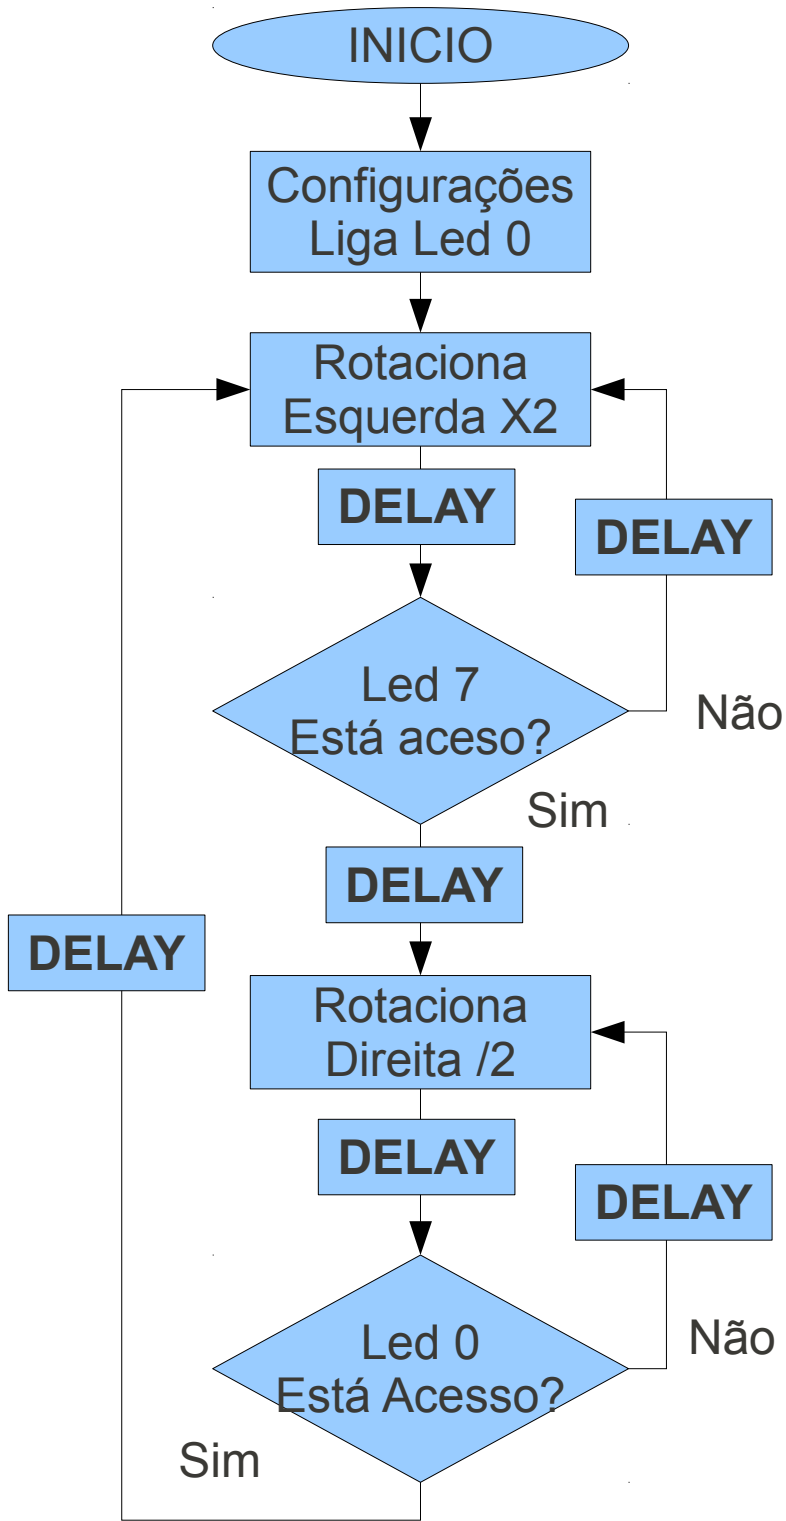 INICIO
Configurações
Liga Led 0
Rotaciona
Esquerda X2
DELAY
DELAY
Led 7
Está aceso?
Não
Sim
DELAY
DELAY
Rotaciona
Direita /2
DELAY
DELAY
Led 0
Está Acesso?
Não
Sim